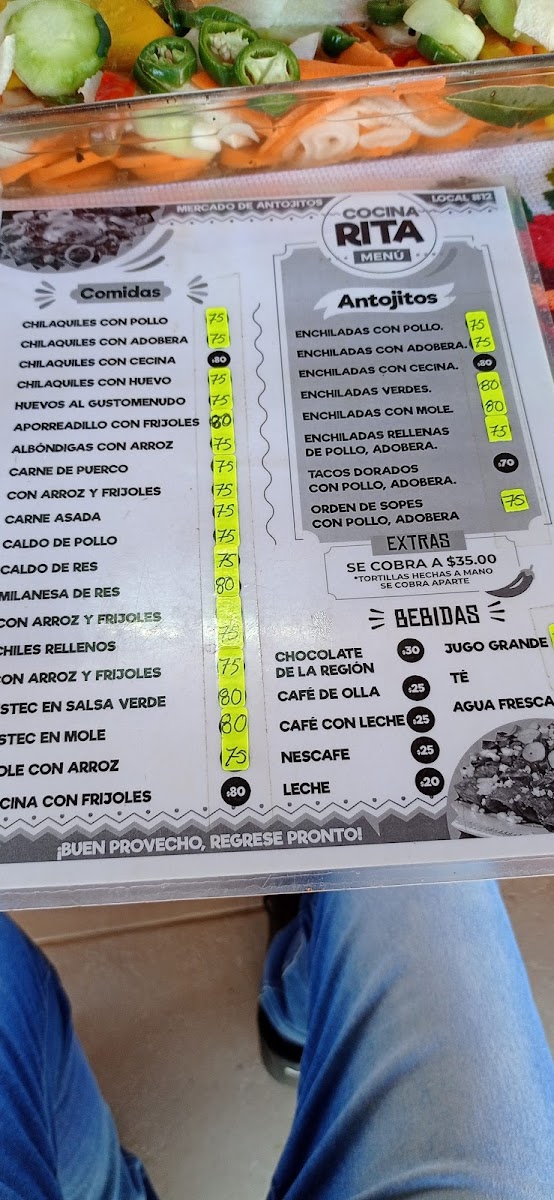 MERCADO DE ANTOJITOS
LOCAL #12
COCINA
RITA
MENÚ
Comidas
CHILAQUILES CON POLLO 75
CHILAQUILES CON ADOBERA 75
CHILAQUILES CON CECINA $80
CHILAQUILES CON HUEVO 75
HUEVOS AL GUSTOMENUDO 75
APORREADILLO CON FRIJOLES 80
ALBÓNDIGAS CON ARROZ 75
CARNE DE PUERCO 75
CON ARROZ Y FRIJOLES 75
CARNE ASADA 75
CALDO DE POLLO 75
CALDO DE RES 75
MILANESA DE RES 80
CON ARROZ Y FRIJOLES
CHILES RELLENOS 75
ON ARROZ Y FRIJOLES 75
STEC EN SALSA VERDE 80
STEC EN MOLE 80
OLE CON ARROZ 75
CINA CON FRIJOLES $80
Antojitos
ENCHILADAS CON POLLO. 75
ENCHILADAS CON ADOBERA. 75
ENCHILADAS CON CECINA. $80
ENCHILADAS VERDES. 80
ENCHILADAS CON MOLE. 80
ENCHILADAS RELLENAS 75
DE POLLO, ADOBERA.
TACOS DORADOS $70
CON POLLO, ADOBERA.
ORDEN DE SOPES 75
CON POLLO, ADOBERA
EXTRAS
SE COBRA A $35.00
*TORTILLAS HECHAS A MANO
SE COBRA APARTE
BEBIDAS
CHOCOLATE $30
DE LA REGIÓN
CAFÉ DE OLLA $25
CAFÉ CON LECHE $25
NESCAFE $25
LECHE $20
JUGO GRANDE
TÉ
AGUA FRESCA
¡BUEN PROVECHO, REGRESE PRONTO!